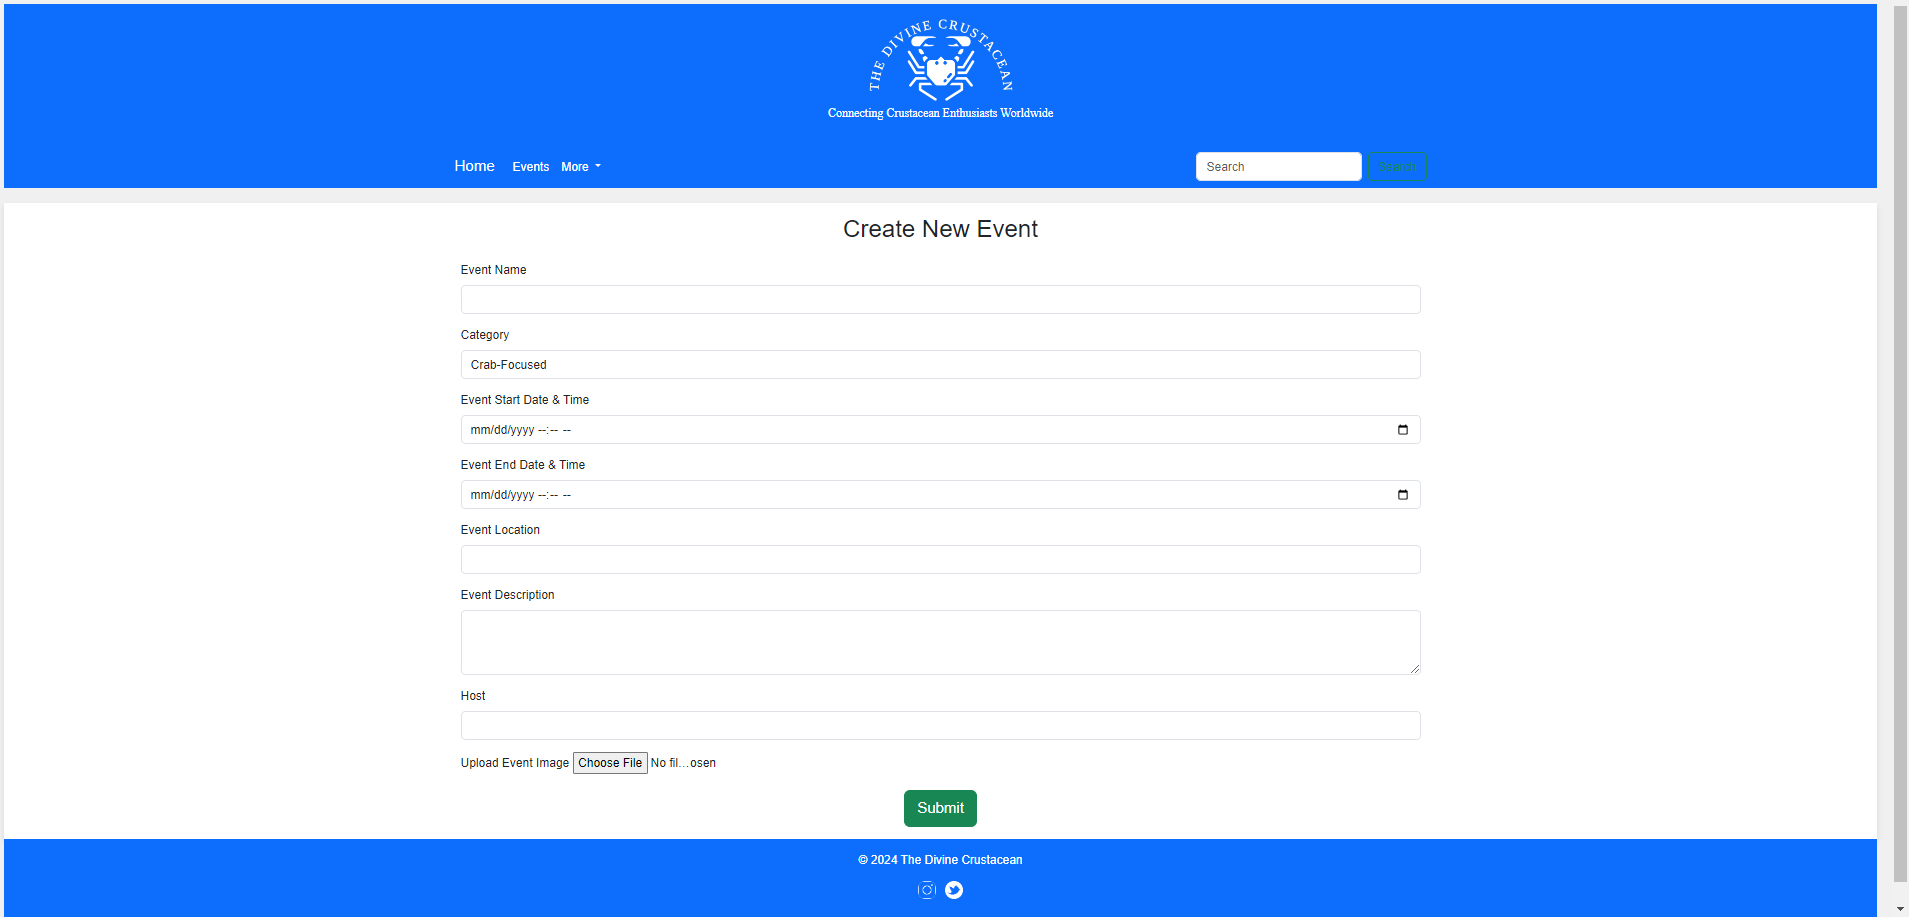 THE DIVINE CRUSTACEAN
Connecting Crustacean Enthusiasts Worldwide
Home Events More Search Search
Create New Event
Event Name
Category
Crab-Focused
Event Start Date & Time
mm/dd/yyyy --:-- --
Event End Date & Time
mm/dd/yyyy --:-- --
Event Location
Event Description
Host
Upload Event Image Choose File No fil...osen
Submit
© 2024 The Divine Crustacean